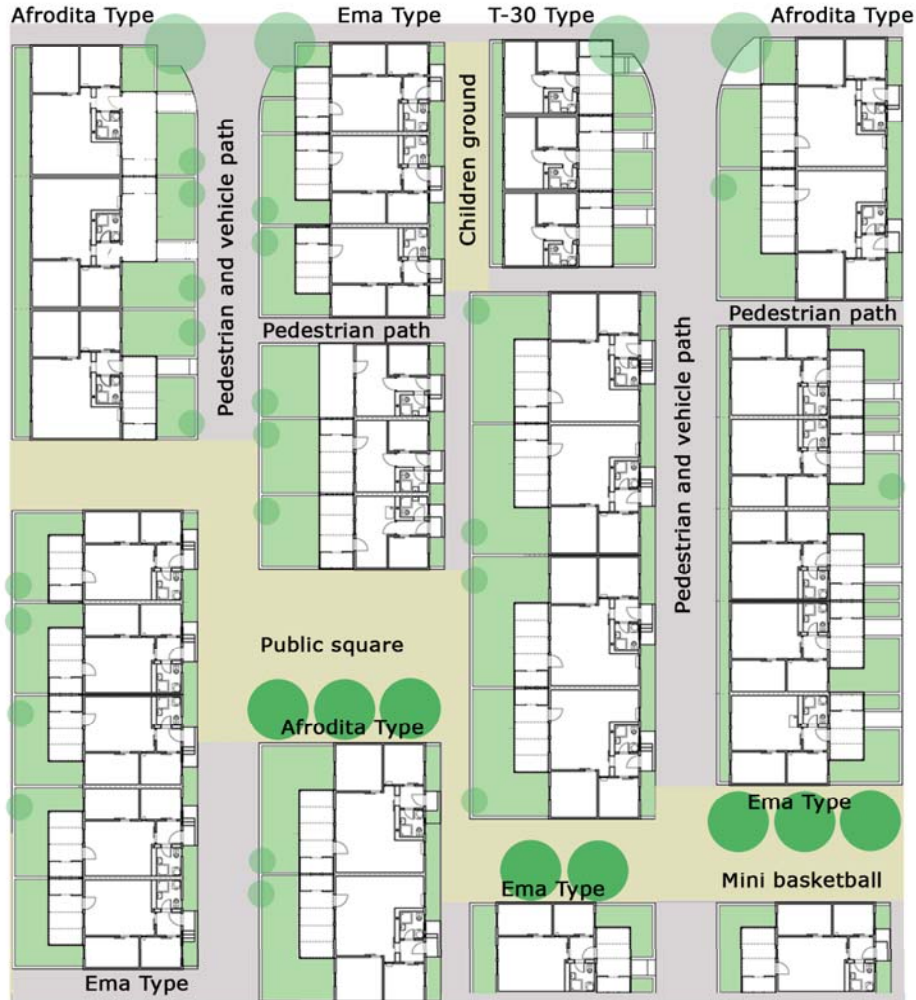 Afrodita Type
Ema Type
T-30 Type
Afrodita Type
Pedestrian and vehicle path
Children ground
Pedestrian path
Pedestrian path
Pedestrian and vehicle path
Public square
Afrodita Type
Ema Type
Ema Type
Mini basketball
Ema Type